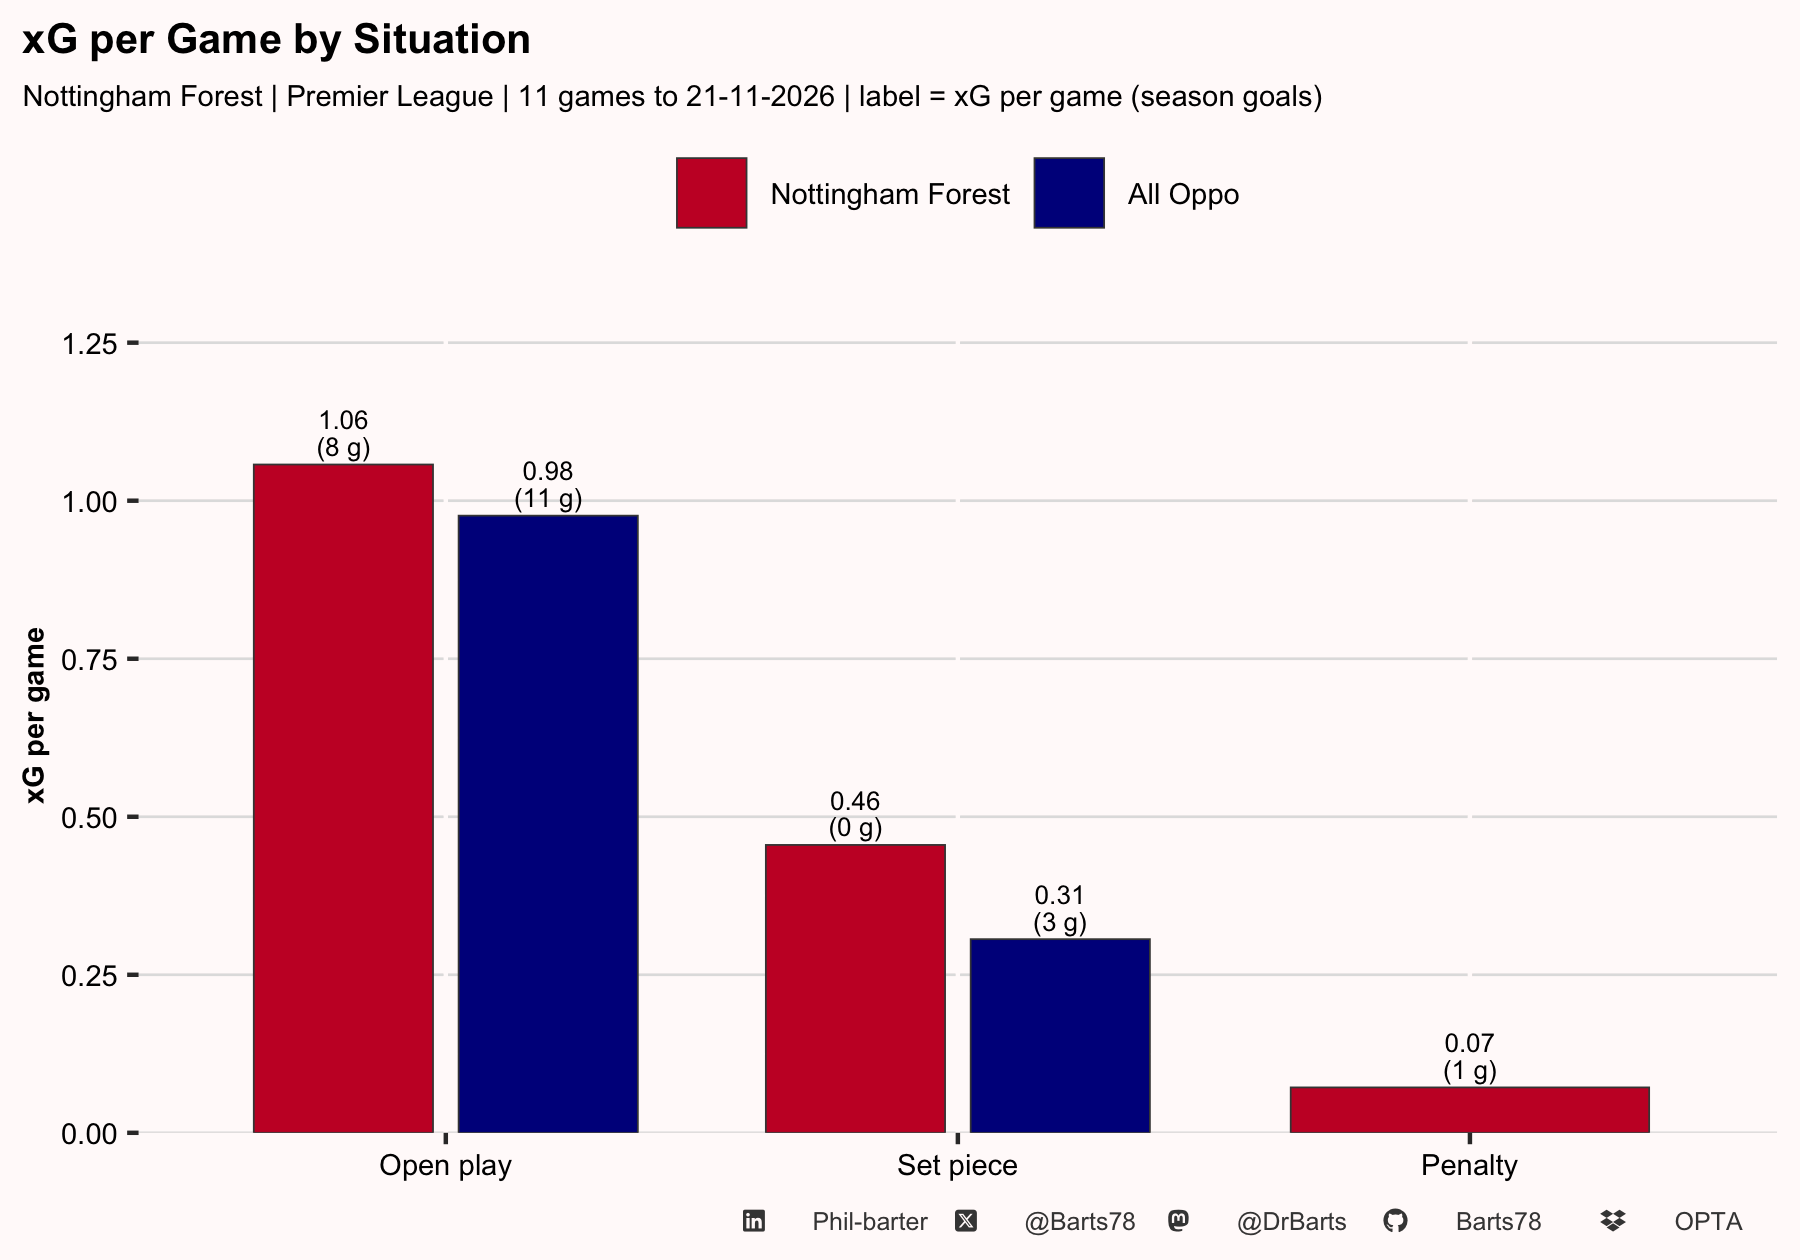 xG per Game by Situation
Nottingham Forest | Premier League | 11 games to 21-11-2026 | label = xG per game (season goals)
Nottingham Forest
All Oppo
xG per game
1.25
1.00
0.75
0.50
0.25
0.00
1.06
(8 g)
0.98
(11 g)
0.46
(0 g)
0.31
(3 g)
0.07
(1 g)
Open play
Set piece
Penalty
Phil-barter @Barts78 @DrBarts Barts78 OPTA